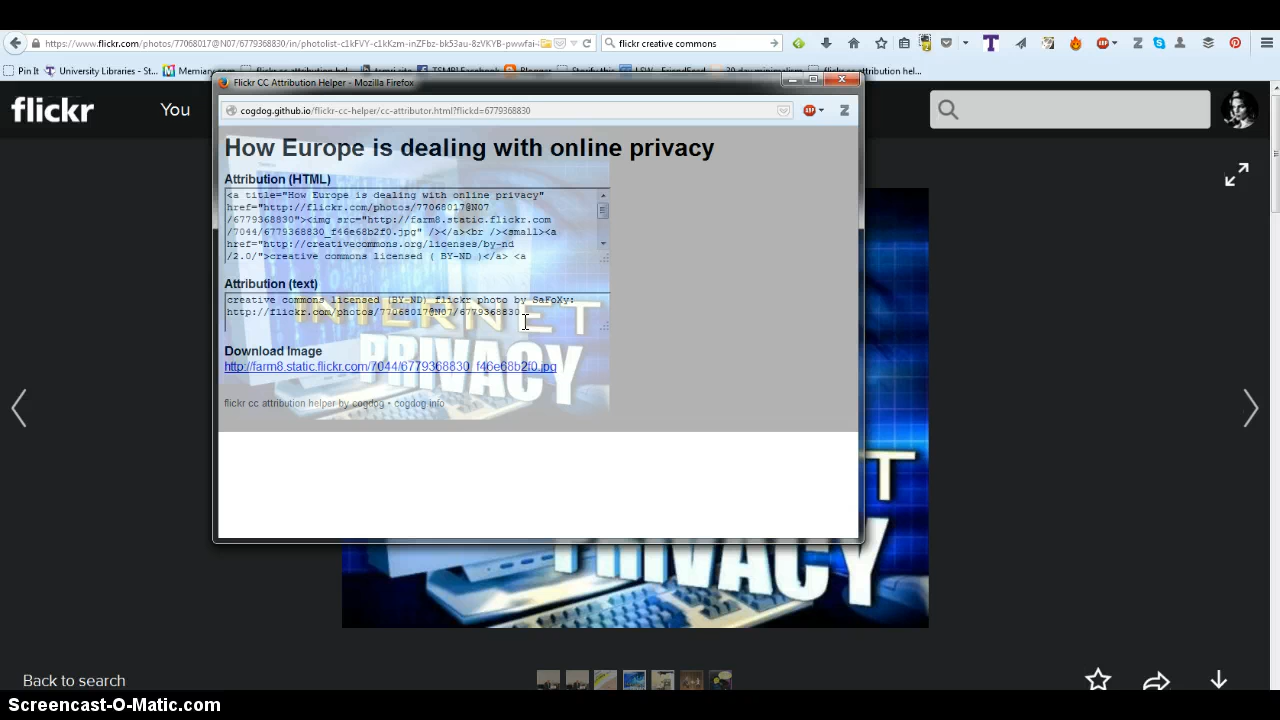 https://www.flickr.com/photos/77068017@N07/6779368830/in/photolist-c1kFVY-c1kKzm-inZFbz-bk53au-8zVKYB-pwwfai-
flickr creative commons
Pin It
University Libraries - St...
flickr cc attribution hel...
Flickr CC Attribution Helper - Mozilla Firefox
cogdog.github.io/flickr-cc-helper/cc-attributor.html?flickd=6779368830
flickr
You
How Europe is dealing with online privacy
Attribution (HTML)
<a title="How Europe is dealing with online privacy"
href="http://flickr.com/photos/77068017@N07
/6779368830"><img src="http://farm8.static.flickr.com
/7044/6779368830_f46e68b2f0.jpg" /></a><br /><small><a
href="http://creativecommons.org/licenses/by-nd
/2.0/">creative commons licensed ( BY-ND )</a> <a
Attribution (text)
creative commons licensed (BY-ND) flickr photo by SaFoXy:
http://flickr.com/photos/77068017@N07/6779368830
INTERNET
PRIVACY
Download Image
http://farm8.static.flickr.com/7044/6779368830_f46e68b2f0.jpg
flickr cc attribution helper by cogdog • cogdog info
T
PRIVACY
Back to search
Screencast-O-Matic.com